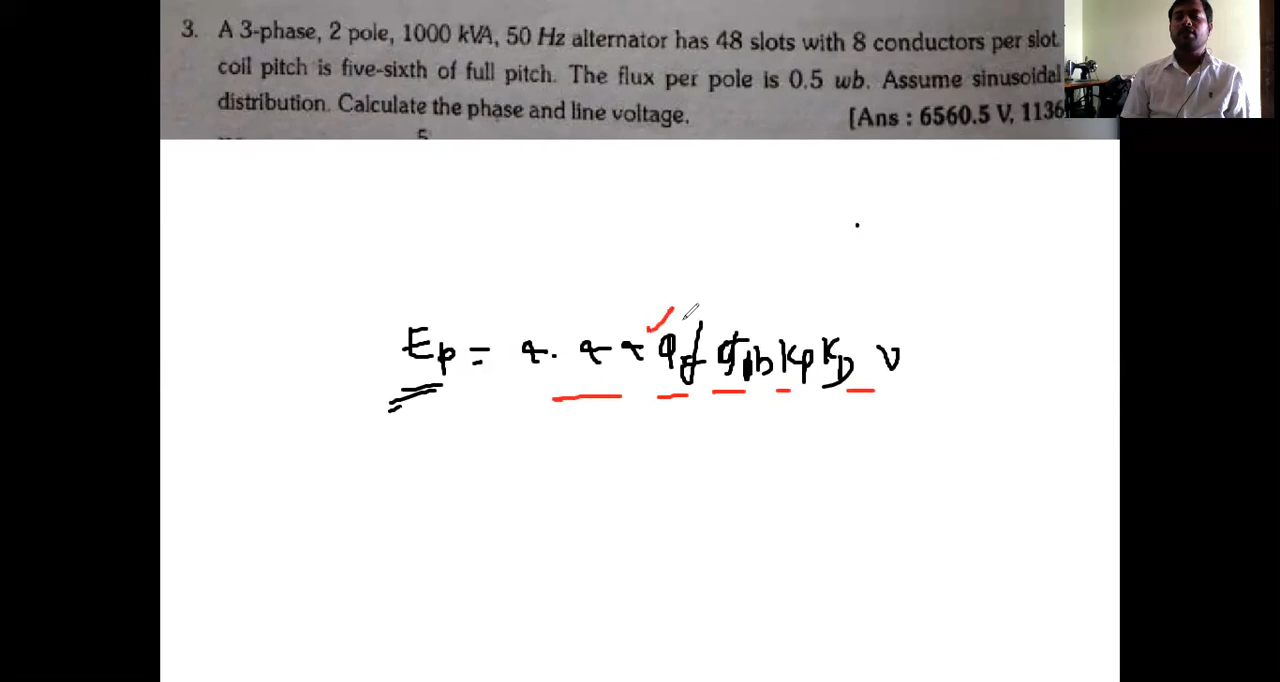 3. A 3-phase, 2 pole, 1000 kVA, 50 Hz alternator has 48 slots with 8 conductors per slot.
coil pitch is five-sixth of full pitch. The flux per pole is 0.5 wb. Assume sinusoidal
distribution. Calculate the phase and line voltage. [Ans : 6560.5 V, 1136
5
Ep = 4.44 φ f Tph Kp KD V